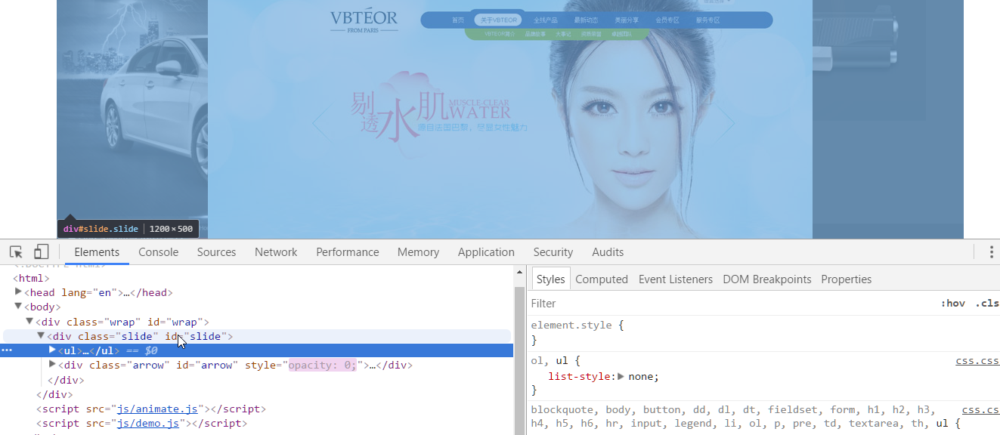 VBTÉOR
FROM PARIS
首页 关于VBTEOR 全线产品 最新动态 美丽分享 会员专区 服务专区
VBTEOR简介 品牌故事 大事记 资质荣誉 卓越团队
剔透水肌 MUSCLE-CLEAR WATER
源自法国巴黎，尽显女性魅力
div#slide.slide | 1200×500
Elements Console Sources Network Performance Memory Application Security Audits
<!DOCTYPE html>
<html>
▶<head lang="en">…</head>
▼<body>
▼<div class="wrap" id="wrap">
▼<div class="slide" id="slide">
••• ▶<ul>…</ul> == $0
▶<div class="arrow" id="arrow" style="opacity: 0;">…</div>
</div>
</div>
<script src="js/animate.js"></script>
<script src="js/demo.js"></script>
Styles Computed Event Listeners DOM Breakpoints Properties
Filter :hov .cls
element.style {
}
ol, ul { css.css
list-style:▶ none;
}
blockquote, body, button, dd, dl, dt, fieldset, form, h1, h2, h3, css.cs
h4, h5, h6, hr, input, legend, li, ol, p, pre, td, textarea, th, ul {